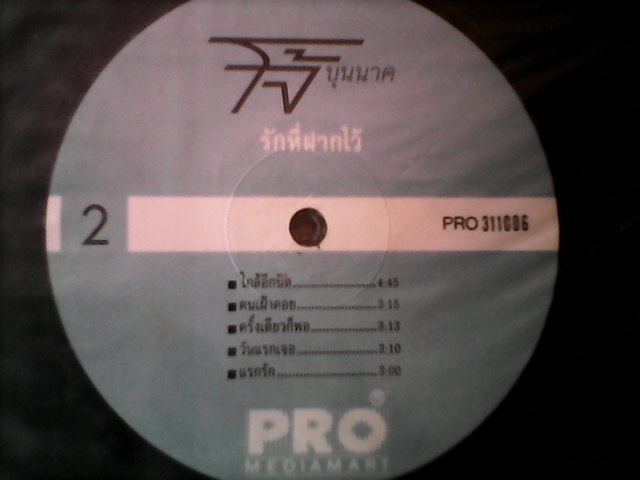 โจ้ บุนนาค
รักที่ฝากไว้
2
PRO 311006
ใกล้อีกนิด 4:45
คนเฝ้าคอย 3:15
ครั้งเดียวก็พอ 3:13
วันแรกเจอ 3:10
แรกรัก 3:00
PRO
MEDIAMART